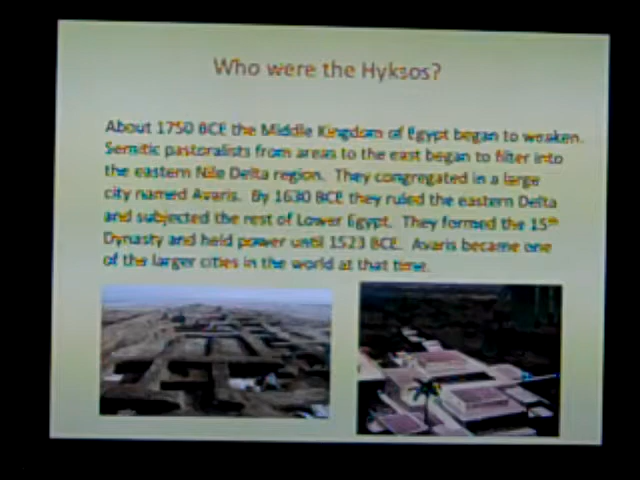 Who were the Hyksos?
About 1750 BCE the Middle Kingdom of Egypt began to weaken.
Semitic pastoralists from areas to the east began to filter into
the eastern Nile Delta region. They congregated in a large
city named Avaris. By 1630 BCE they ruled the eastern Delta
and subjected the rest of Lower Egypt. They formed the 15th
Dynasty and held power until 1523 BCE. Avaris became one
of the larger cities in the world at that time.